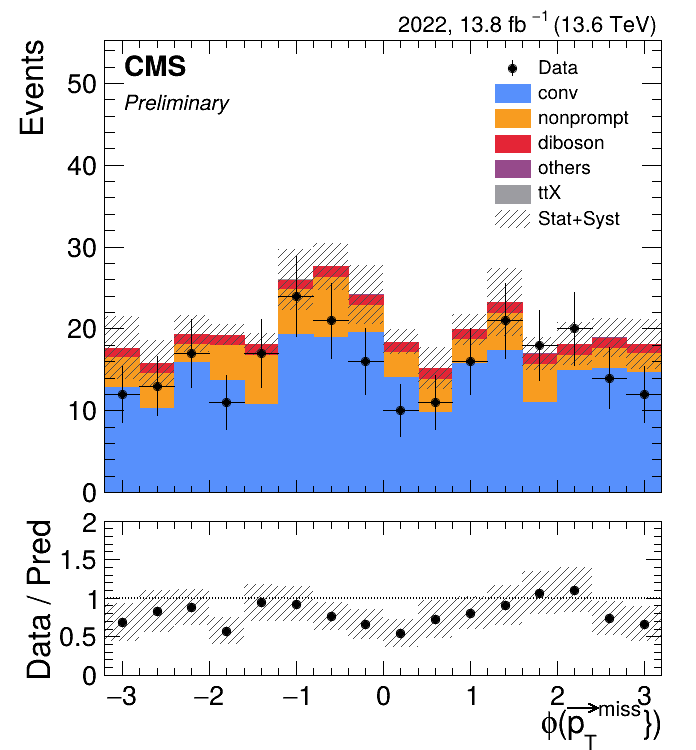 2022, 13.8 fb⁻¹ (13.6 TeV)
CMS
Preliminary
Data
conv
nonprompt
diboson
others
ttX
Stat+Syst
Events
50
40
30
20
10
0
Data / Pred
2
1.5
1
0.5
0
−3 −2 −1 0 1 2 3
ϕ(p⃗_T^miss})